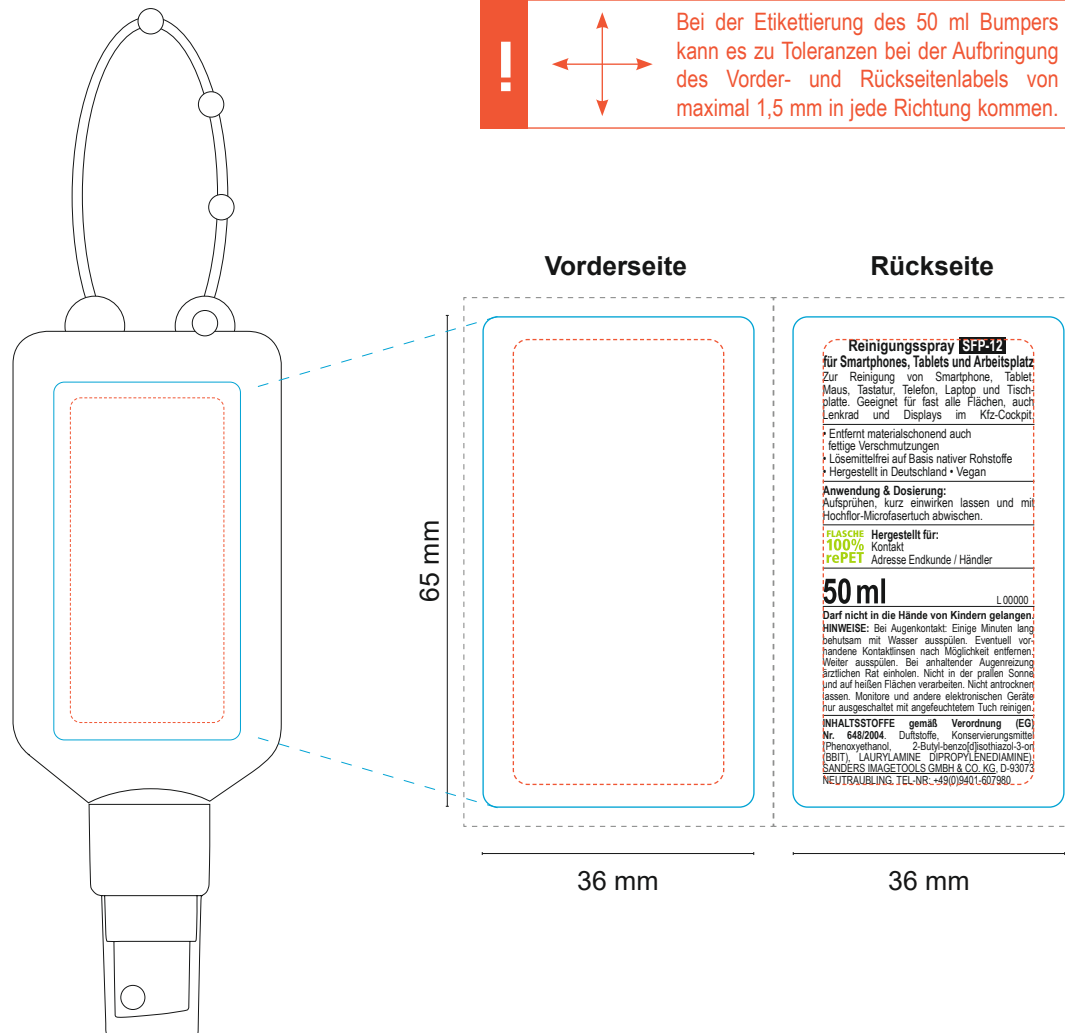 !
Bei der Etikettierung des 50 ml Bumpers
kann es zu Toleranzen bei der Aufbringung
des Vorder- und Rückseitenlabels von
maximal 1,5 mm in jede Richtung kommen.
Vorderseite
Rückseite
65 mm
Reinigungsspray SFP-12
für Smartphones, Tablets und Arbeitsplatz
Zur Reinigung von Smartphone, Tablet,
Maus, Tastatur, Telefon, Laptop und Tisch-
platte. Geeignet für fast alle Flächen, auch
Lenkrad und Displays im Kfz-Cockpit.
• Entfernt materialschonend auch
fettige Verschmutzungen
• Lösemittelfrei auf Basis nativer Rohstoffe
• Hergestellt in Deutschland • Vegan
Anwendung & Dosierung:
Aufsprühen, kurz einwirken lassen und mit
Hochflor-Microfasertuch abwischen.
FLASCHE
100%
rePET
Hergestellt für:
Kontakt
Adresse Endkunde / Händler
50 ml
L 00000
Darf nicht in die Hände von Kindern gelangen.
HINWEISE: Bei Augenkontakt: Einige Minuten lang
behutsam mit Wasser ausspülen. Eventuell vor-
handene Kontaktlinsen nach Möglichkeit entfernen.
Weiter ausspülen. Bei anhaltender Augenreizung
ärztlichen Rat einholen. Nicht in der prallen Sonne
und auf heißen Flächen verarbeiten. Nicht antrocknen
lassen. Monitore und andere elektronischen Geräte
nur ausgeschaltet mit angefeuchtetem Tuch reinigen.
INHALTSSTOFFE gemäß Verordnung (EG)
Nr. 648/2004. Duftstoffe, Konservierungsmittel
(Phenoxyethanol, 2-Butyl-benzo[d]isothiazol-3-on
(BBIT), LAURYLAMINE DIPROPYLENEDIAMINE).
SANDERS IMAGETOOLS GMBH & CO. KG, D-93073
NEUTRAUBLING, TEL-NR: +49(0)9401-607980
36 mm
36 mm